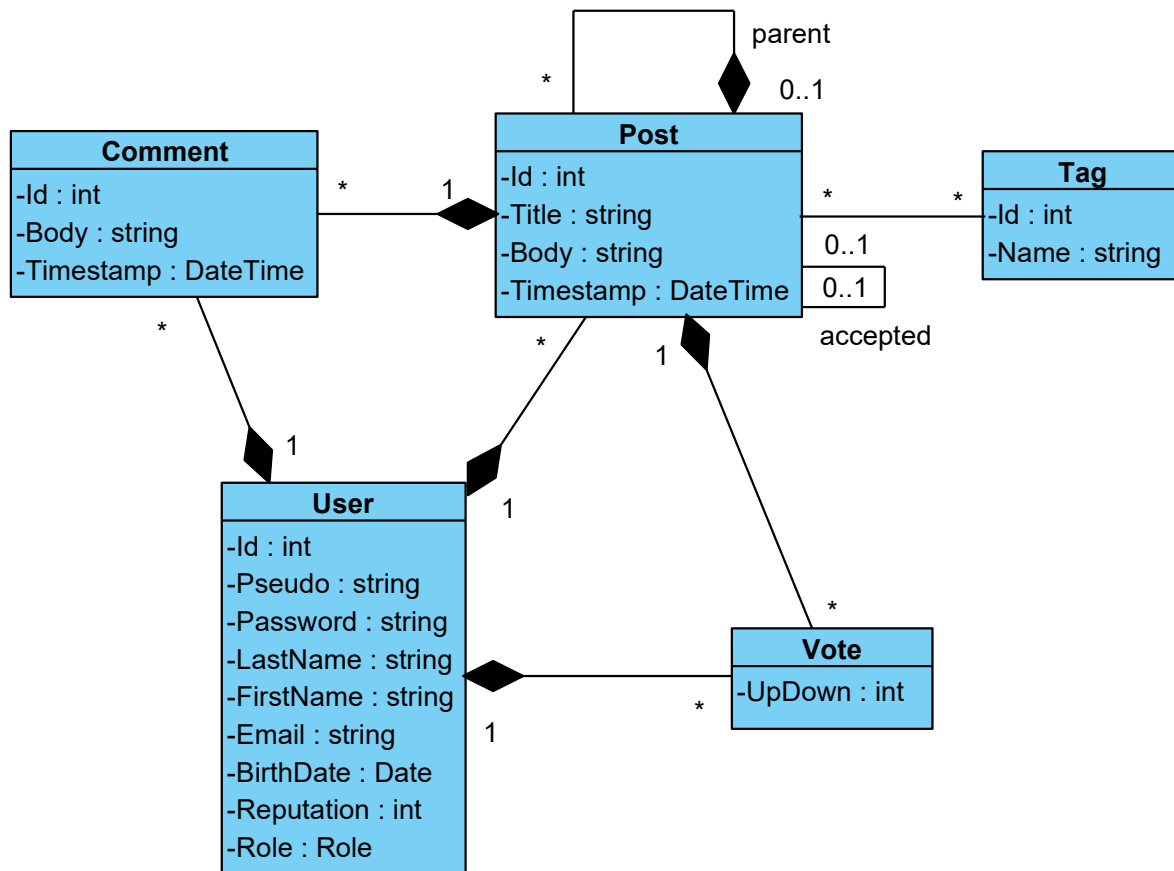 parent
*
0..1
Comment
-Id : int
-Body : string
-Timestamp : DateTime
*
1
Post
-Id : int
-Title : string
-Body : string
-Timestamp : DateTime
*
*
Tag
-Id : int
-Name : string
0..1
0..1
accepted
*
*
1
1
1
User
-Id : int
-Pseudo : string
-Password : string
-LastName : string
-FirstName : string
-Email : string
-BirthDate : Date
-Reputation : int
-Role : Role
1
*
*
Vote
-UpDown : int